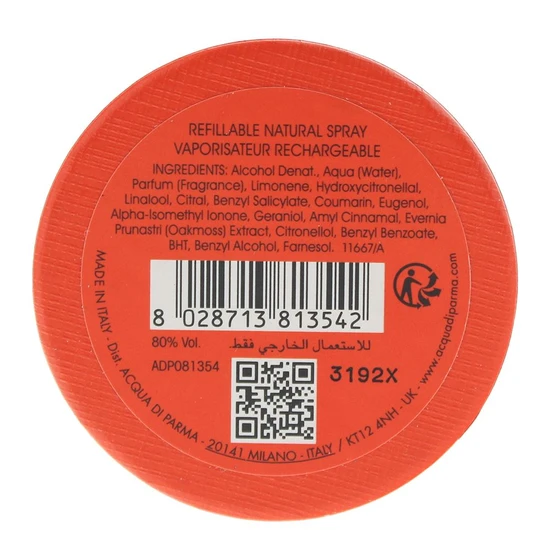 REFILLABLE NATURAL SPRAY
VAPORISATEUR RECHARGEABLE
INGREDIENTS: Alcohol Denat., Aqua (Water),
Parfum (Fragrance), Limonene, Hydroxycitronellal,
Linalool, Citral, Benzyl Salicylate, Coumarin, Eugenol,
Alpha-Isomethyl Ionone, Geraniol, Amyl Cinnamal, Evernia
Prunastri (Oakmoss) Extract, Citronellol, Benzyl Benzoate,
BHT, Benzyl Alcohol, Farnesol. 11667/A
8 028713 813542
80% Vol.
للاستعمال الخارجي فقط.
ADP081354
3192X
MADE IN ITALY - Dist. ACQUA DI PARMA - 20141 MILANO - ITALY / KT12 4NH - UK - www.acquadiparma.com